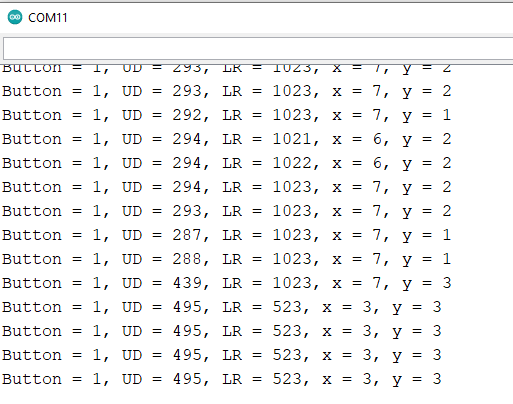 COM11
Button = 1, UD = 293, LR = 1023, x = 7, y = 2
Button = 1, UD = 293, LR = 1023, x = 7, y = 2
Button = 1, UD = 292, LR = 1023, x = 7, y = 1
Button = 1, UD = 294, LR = 1021, x = 6, y = 2
Button = 1, UD = 294, LR = 1022, x = 6, y = 2
Button = 1, UD = 294, LR = 1023, x = 7, y = 2
Button = 1, UD = 293, LR = 1023, x = 7, y = 2
Button = 1, UD = 287, LR = 1023, x = 7, y = 1
Button = 1, UD = 288, LR = 1023, x = 7, y = 1
Button = 1, UD = 439, LR = 1023, x = 7, y = 3
Button = 1, UD = 495, LR = 523, x = 3, y = 3
Button = 1, UD = 495, LR = 523, x = 3, y = 3
Button = 1, UD = 495, LR = 523, x = 3, y = 3
Button = 1, UD = 495, LR = 523, x = 3, y = 3